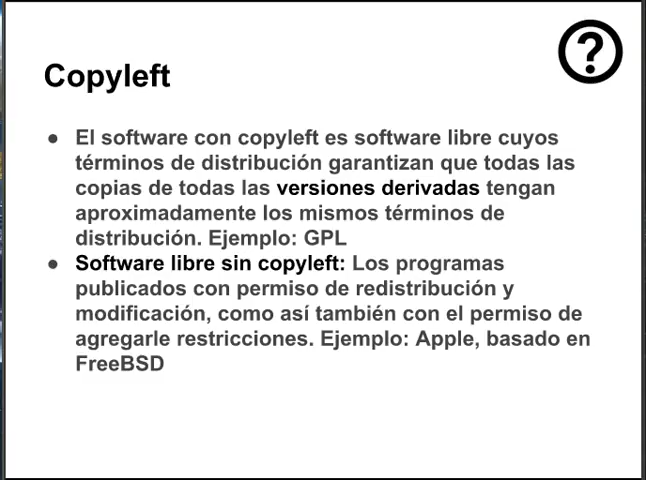 Copyleft
● El software con copyleft es software libre cuyos
términos de distribución garantizan que todas las
copias de todas las versiones derivadas tengan
aproximadamente los mismos términos de
distribución. Ejemplo: GPL
● Software libre sin copyleft: Los programas
publicados con permiso de redistribución y
modificación, como así también con el permiso de
agregarle restricciones. Ejemplo: Apple, basado en
FreeBSD